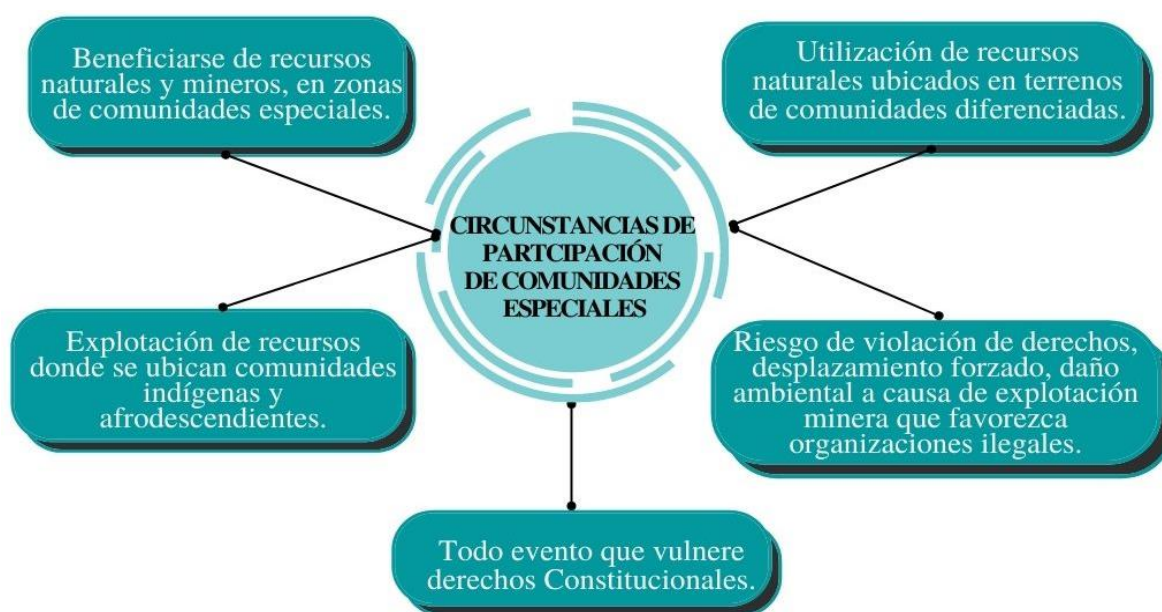 Beneficiarse de recursos
naturales y mineros, en zonas
de comunidades especiales.
Utilización de recursos
naturales ubicados en terrenos
de comunidades diferenciadas.
CIRCUNSTANCIAS DE
PARTCIPACIÓN
DE COMUNIDADES
ESPECIALES
Explotación de recursos
donde se ubican comunidades
indígenas y
afrodescendientes.
Riesgo de violación de derechos,
desplazamiento forzado, daño
ambiental a causa de explotación
minera que favorezca
organizaciones ilegales.
Todo evento que vulnere
derechos Constitucionales.